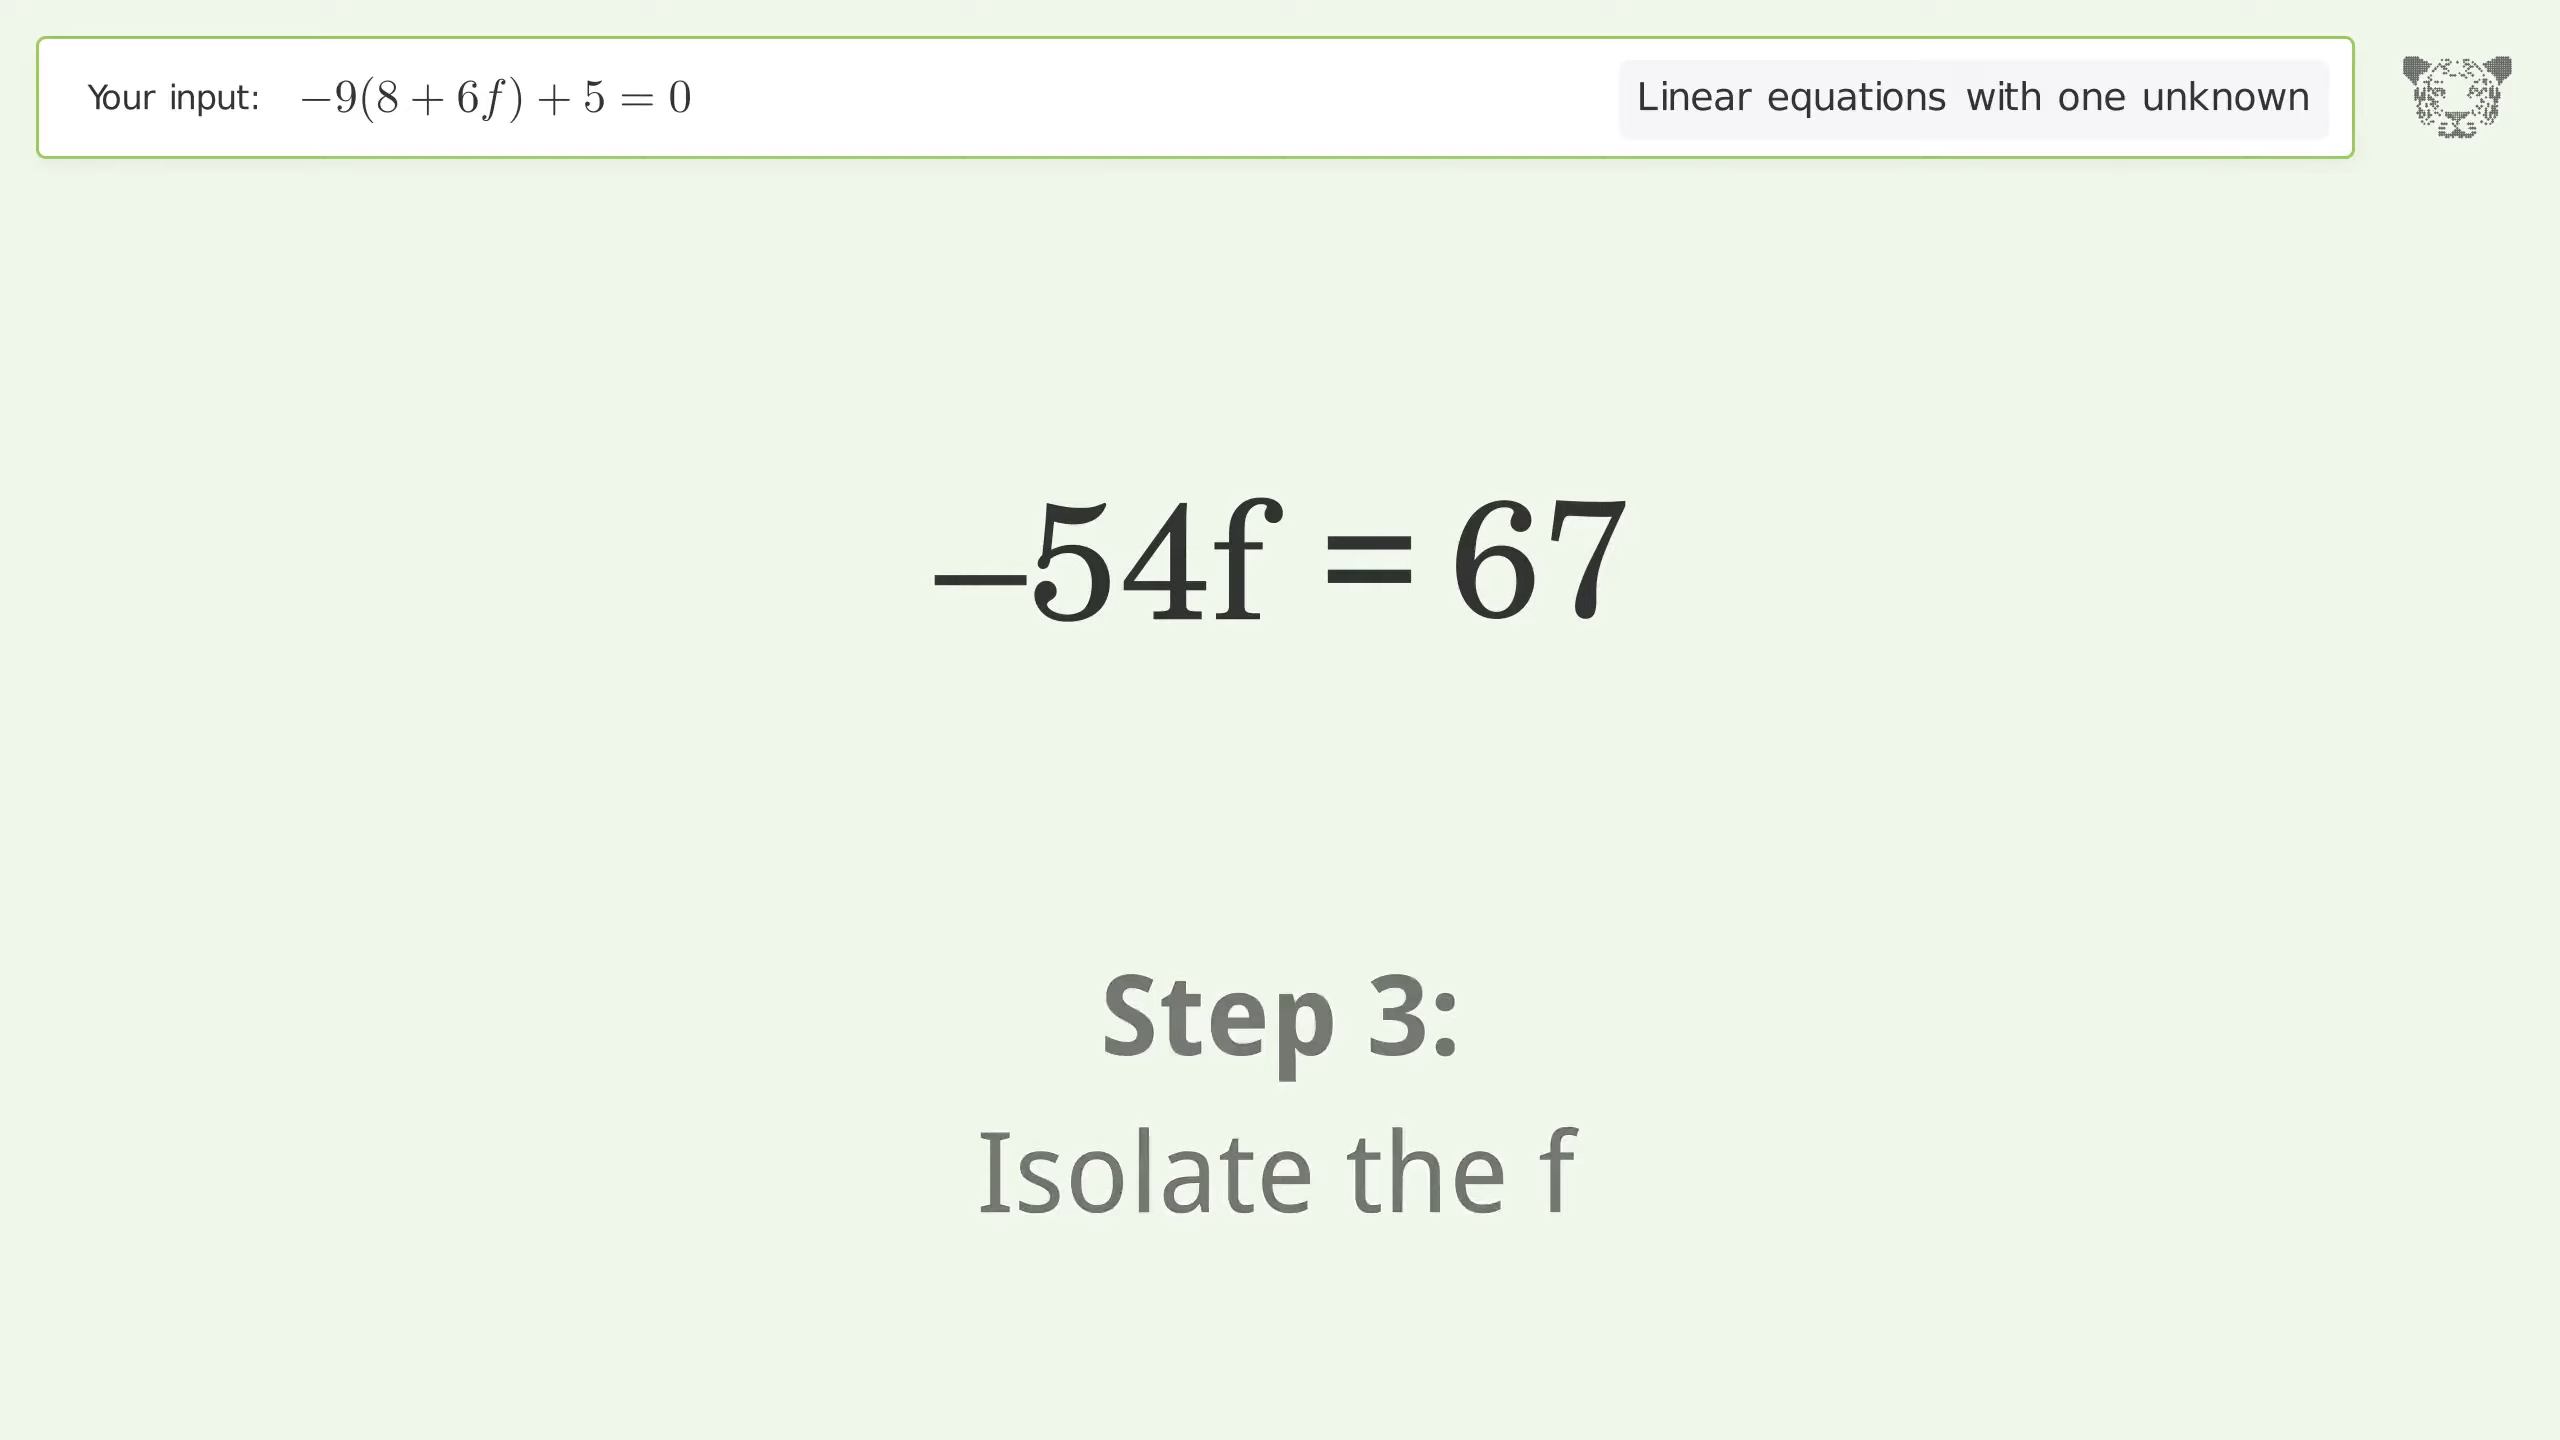 Your input: −9(8 + 6f) + 5 = 0
Linear equations with one unknown
−54f = 67
Step 3:
Isolate the f